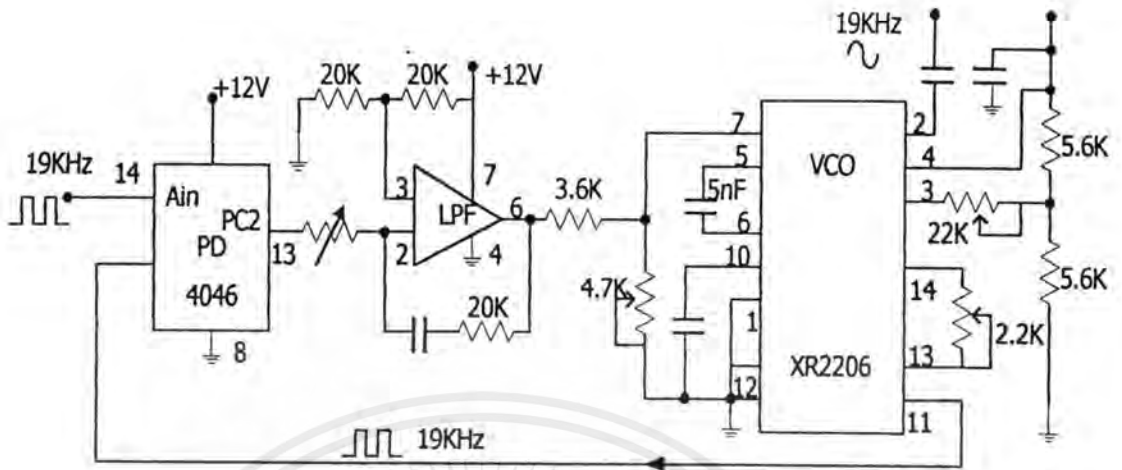 19KHz
14
+12V
Ain
PC2
PD
13
4046
8
20K
20K
+12V
3
7
LPF
6
2
4
20K
3.6K
4.7K
19KHz
7
2
5
VCO
4
5nF
3
6
22K
10
14
1
2.2K
13
XR2206
12
11
5.6K
5.6K
19KHz